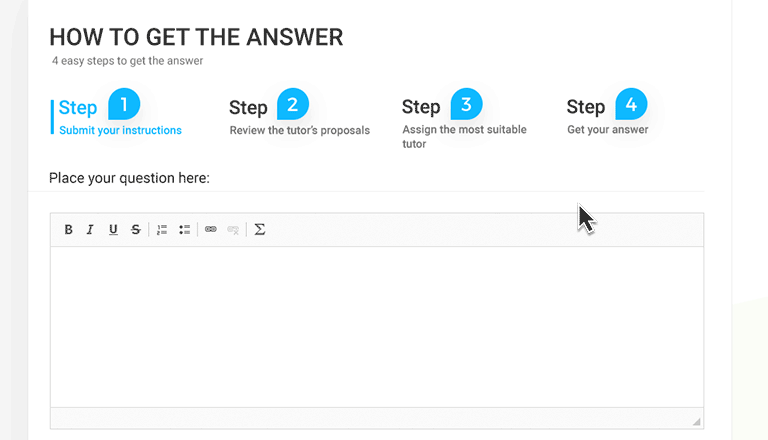 HOW TO GET THE ANSWER
4 easy steps to get the answer
Step 1
Submit your instructions
Step 2
Review the tutor's proposals
Step 3
Assign the most suitable
tutor
Step 4
Get your answer
Place your question here:
B I U S Σ